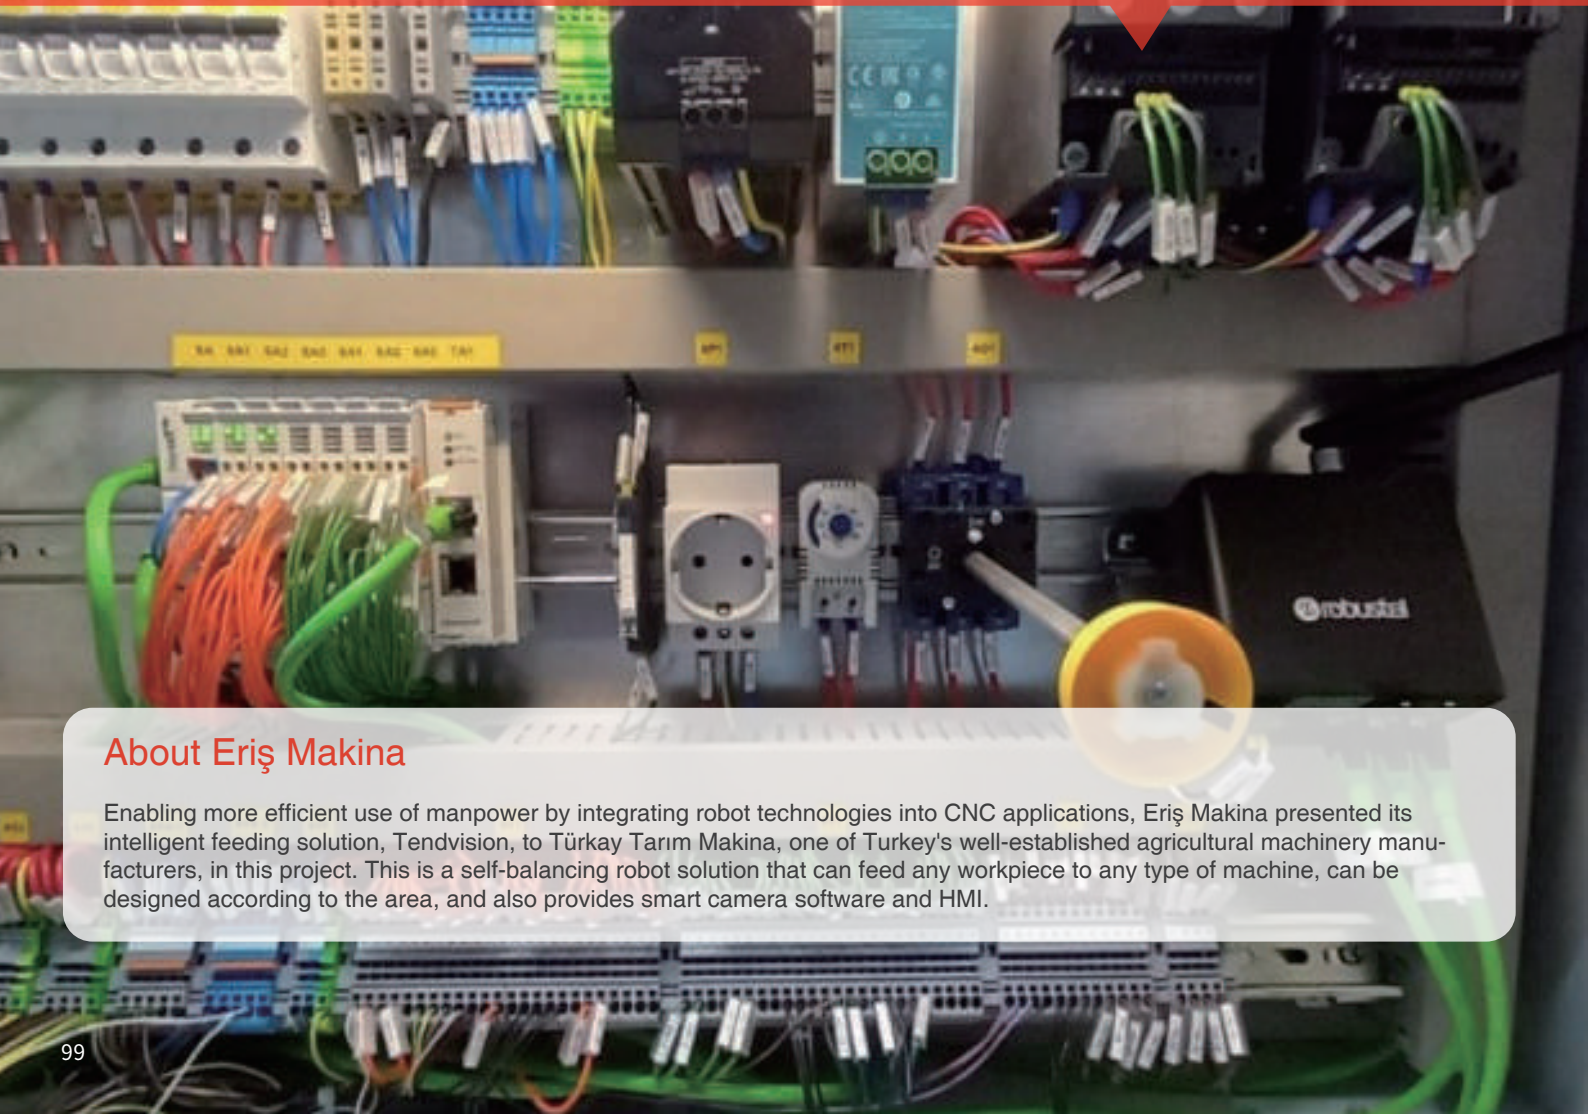 robustel
About Eriş Makina
Enabling more efficient use of manpower by integrating robot technologies into CNC applications, Eriş Makina presented its
intelligent feeding solution, Tendvision, to Türkay Tarım Makina, one of Turkey's well-established agricultural machinery manu-
facturers, in this project. This is a self-balancing robot solution that can feed any workpiece to any type of machine, can be
designed according to the area, and also provides smart camera software and HMI.
99